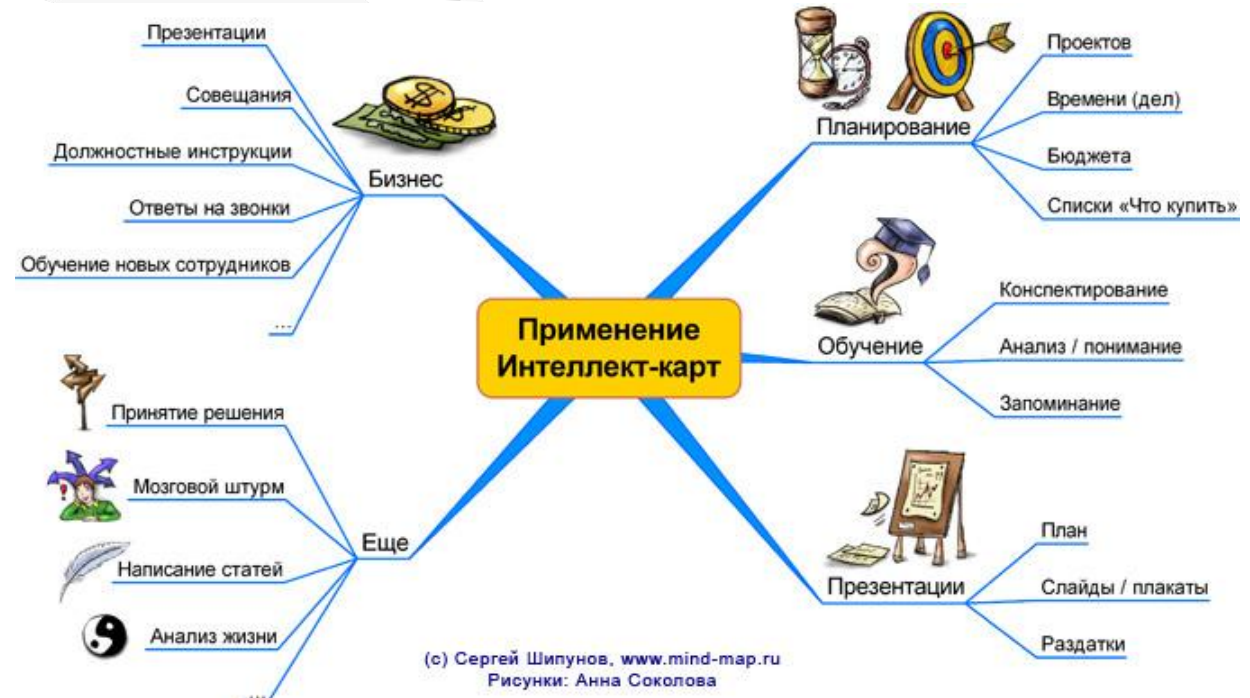 Применение
Интеллект-карт
Планирование
Проектов
Времени (дел)
Бюджета
Списки «Что купить»
Обучение
Конспектирование
Анализ / понимание
Запоминание
Презентации
План
Слайды / плакаты
Раздатки
Бизнес
Презентации
Совещания
Должностные инструкции
Ответы на звонки
Обучение новых сотрудников
...
Еще
Принятие решения
Мозговой штурм
Написание статей
Анализ жизни
...
(c) Сергей Шипунов, www.mind-map.ru
Рисунки: Анна Соколова